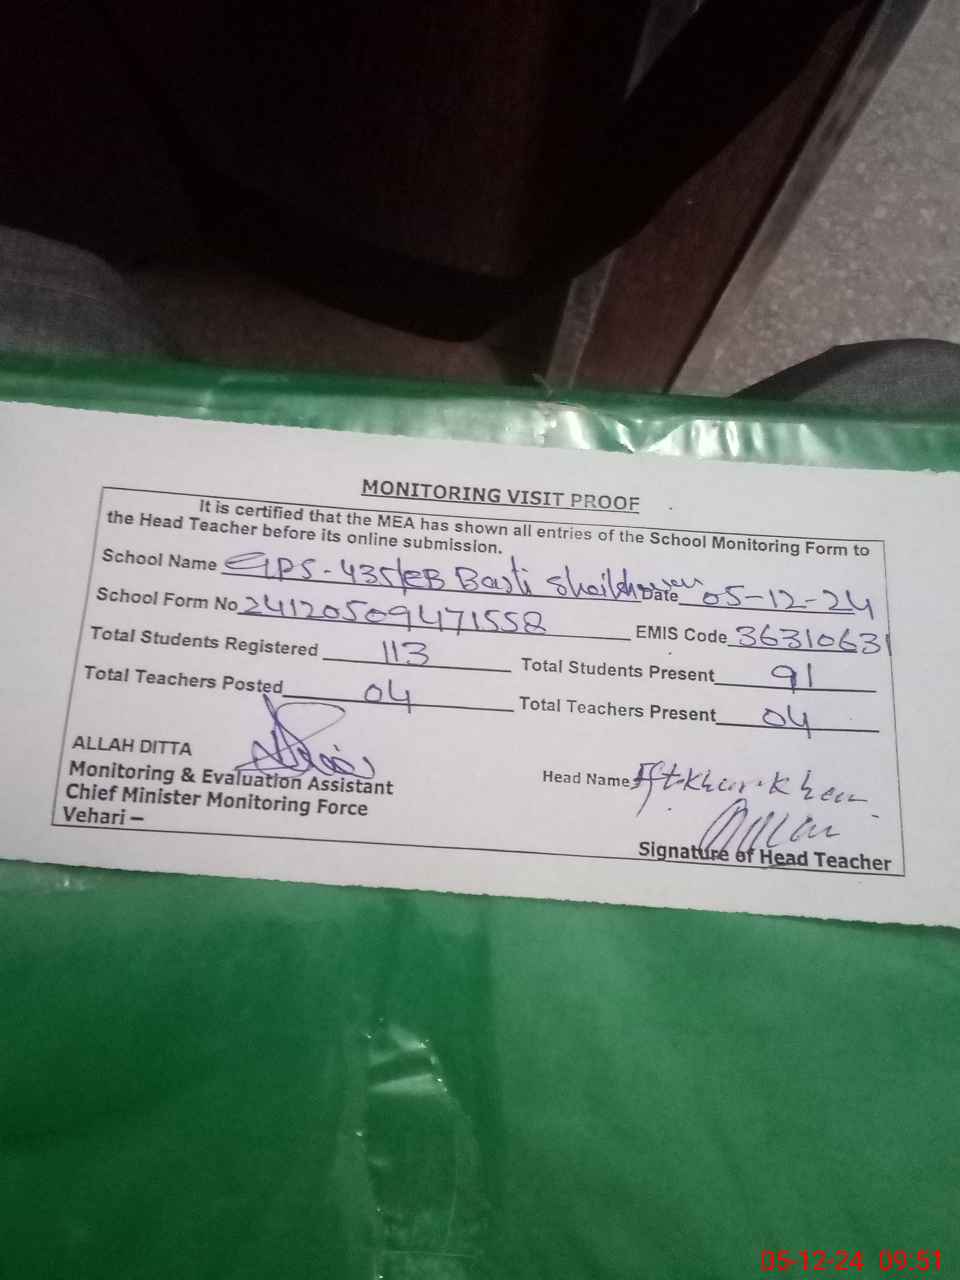 MONITORING VISIT PROOF
It is certified that the MEA has shown all entries of the School Monitoring Form to
the Head Teacher before its online submission.
School Name GPS-435/EB Basti Date 05-12-24
School Form No 24120509471558 EMIS Code 36310631
Total Students Registered 113 Total Students Present 91
Total Teachers Posted 04 Total Teachers Present 04
ALLAH DITTA
Monitoring & Evaluation Assistant Head Name Iftkhar Khan
Chief Minister Monitoring Force
Vehari – Signature of Head Teacher
05-12-24 09:51